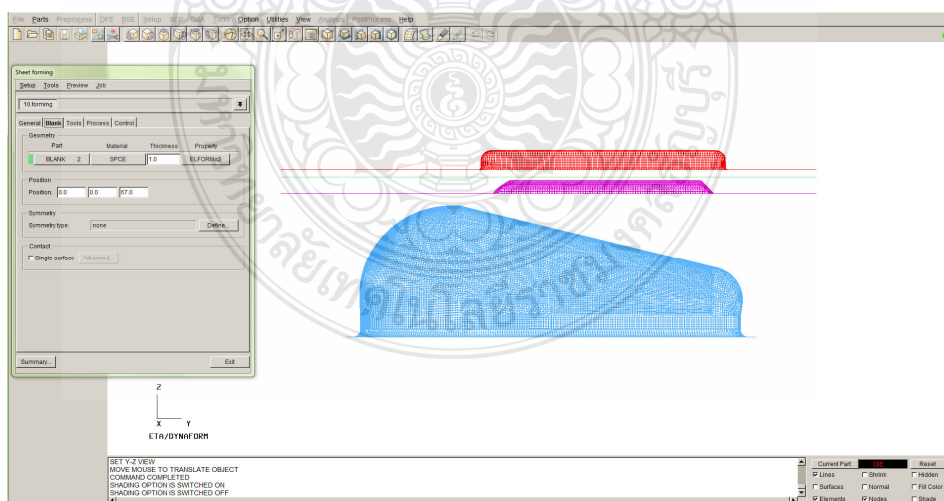 File Parts Preprocess DFE BSE Setup SCP DSA Tools Option Utilities View Analysis PostProcess Help
Sheet forming
Setup Tools Preview Job
10.forming
General Blank Tools Process Control
Geometry
Part Material Thickness Property
BLANK 2 SPCE 1.0 ELFORM=2
Position
Position: 0.0 0.0 67.0
Symmetry
Symmetry type: none Define...
Contact
Single surface Advanced...
Summary... Exit
Z
X Y
ETA/DYNAFORM
SET Y-Z VIEW
MOVE MOUSE TO TRANSLATE OBJECT
COMMAND COMPLETED
SHADING OPTION IS SWITCHED ON
SHADING OPTION IS SWITCHED OFF
Current Part: DIE Reset
Lines Shrink Hidden
Surfaces Normal Fill Color
Elements Nodes Shade